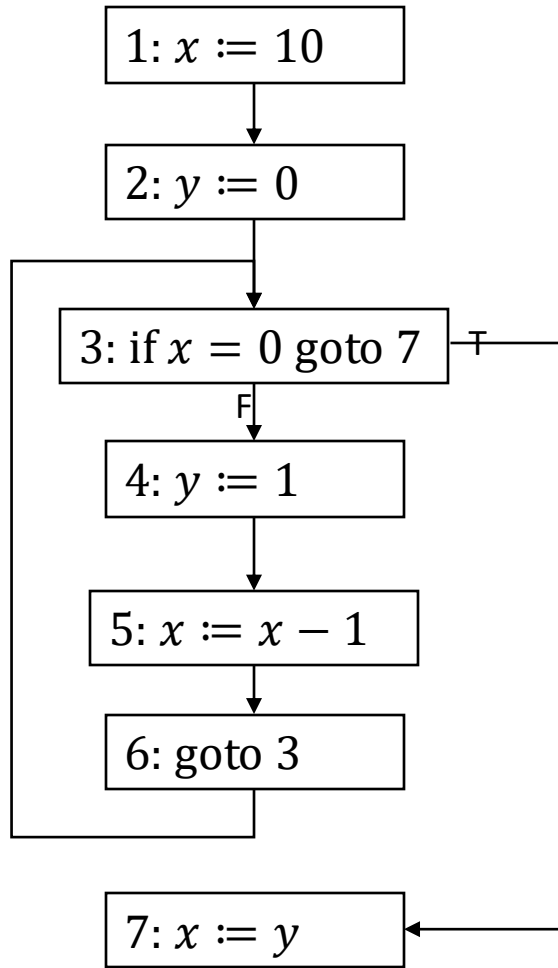 1: x := 10
2: y := 0
3: if x = 0 goto 7
T
F
4: y := 1
5: x := x − 1
6: goto 3
7: x := y